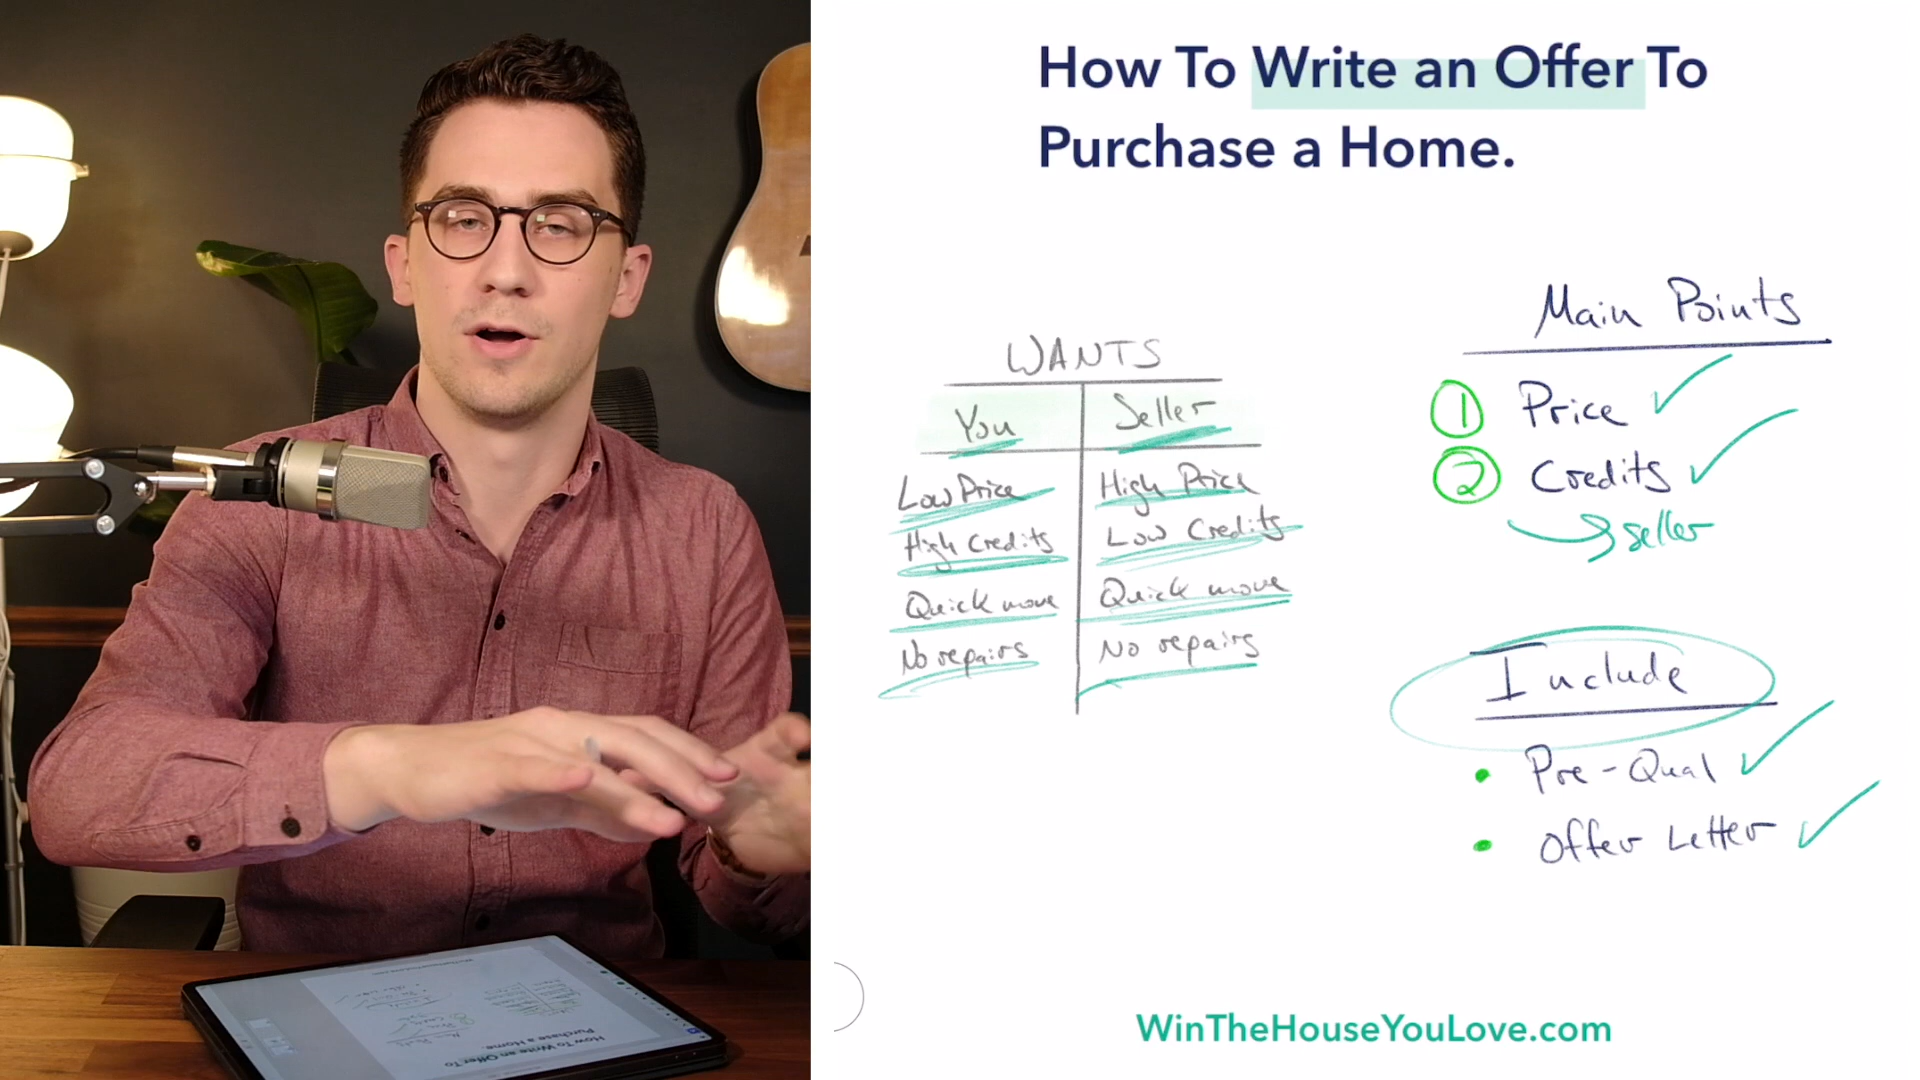 How To Write an Offer To
Purchase a Home.
WANTS
You Seller
Low Price High Price
High Credits Low Credits
Quick move Quick move
No repairs No repairs
Main Points
1 Price
2 Credits
seller
Include
• Pre-Qual
• Offer Letter
WinTheHouseYouLove.com